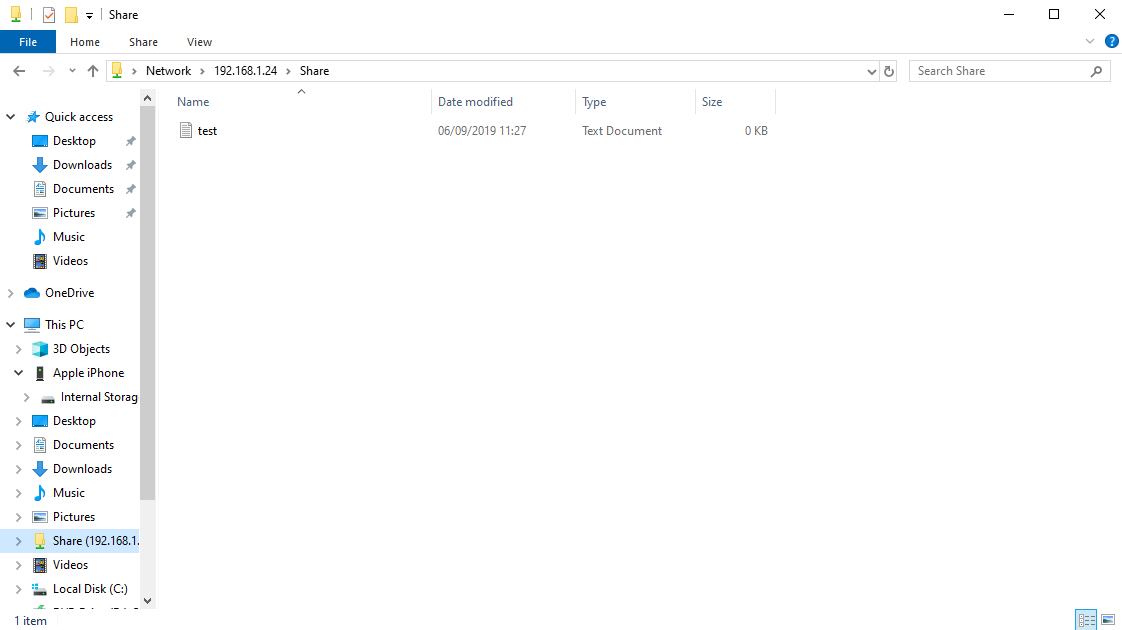 Share
File Home Share View
Network 192.168.1.24 Share
Search Share
Name Date modified Type Size
test 06/09/2019 11:27 Text Document 0 KB
Quick access
Desktop
Downloads
Documents
Pictures
Music
Videos
OneDrive
This PC
3D Objects
Apple iPhone
Internal Storag
Desktop
Documents
Downloads
Music
Pictures
Share (192.168.1.
Videos
Local Disk (C:)
1 item